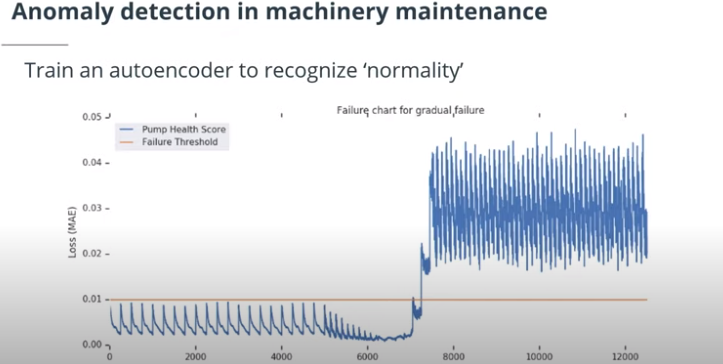 Anomaly detection in machinery maintenance
Train an autoencoder to recognize ‘normality’
Failure chart for gradual failure
Pump Health Score
Failure Threshold
Loss (MAE)
0.05
0.04
0.03
0.02
0.01
0.00
0 2000 4000 6000 8000 10000 12000